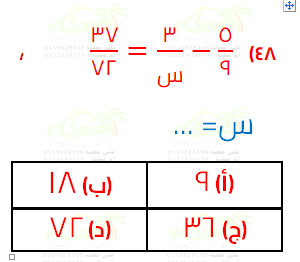 ٤٨) ٥/٩ − ٣/س = ٣٧/٧٢ ،
س= ...
(أ) ٩ (ب) ١٨
(ج) ٣٦ (د) ٧٢